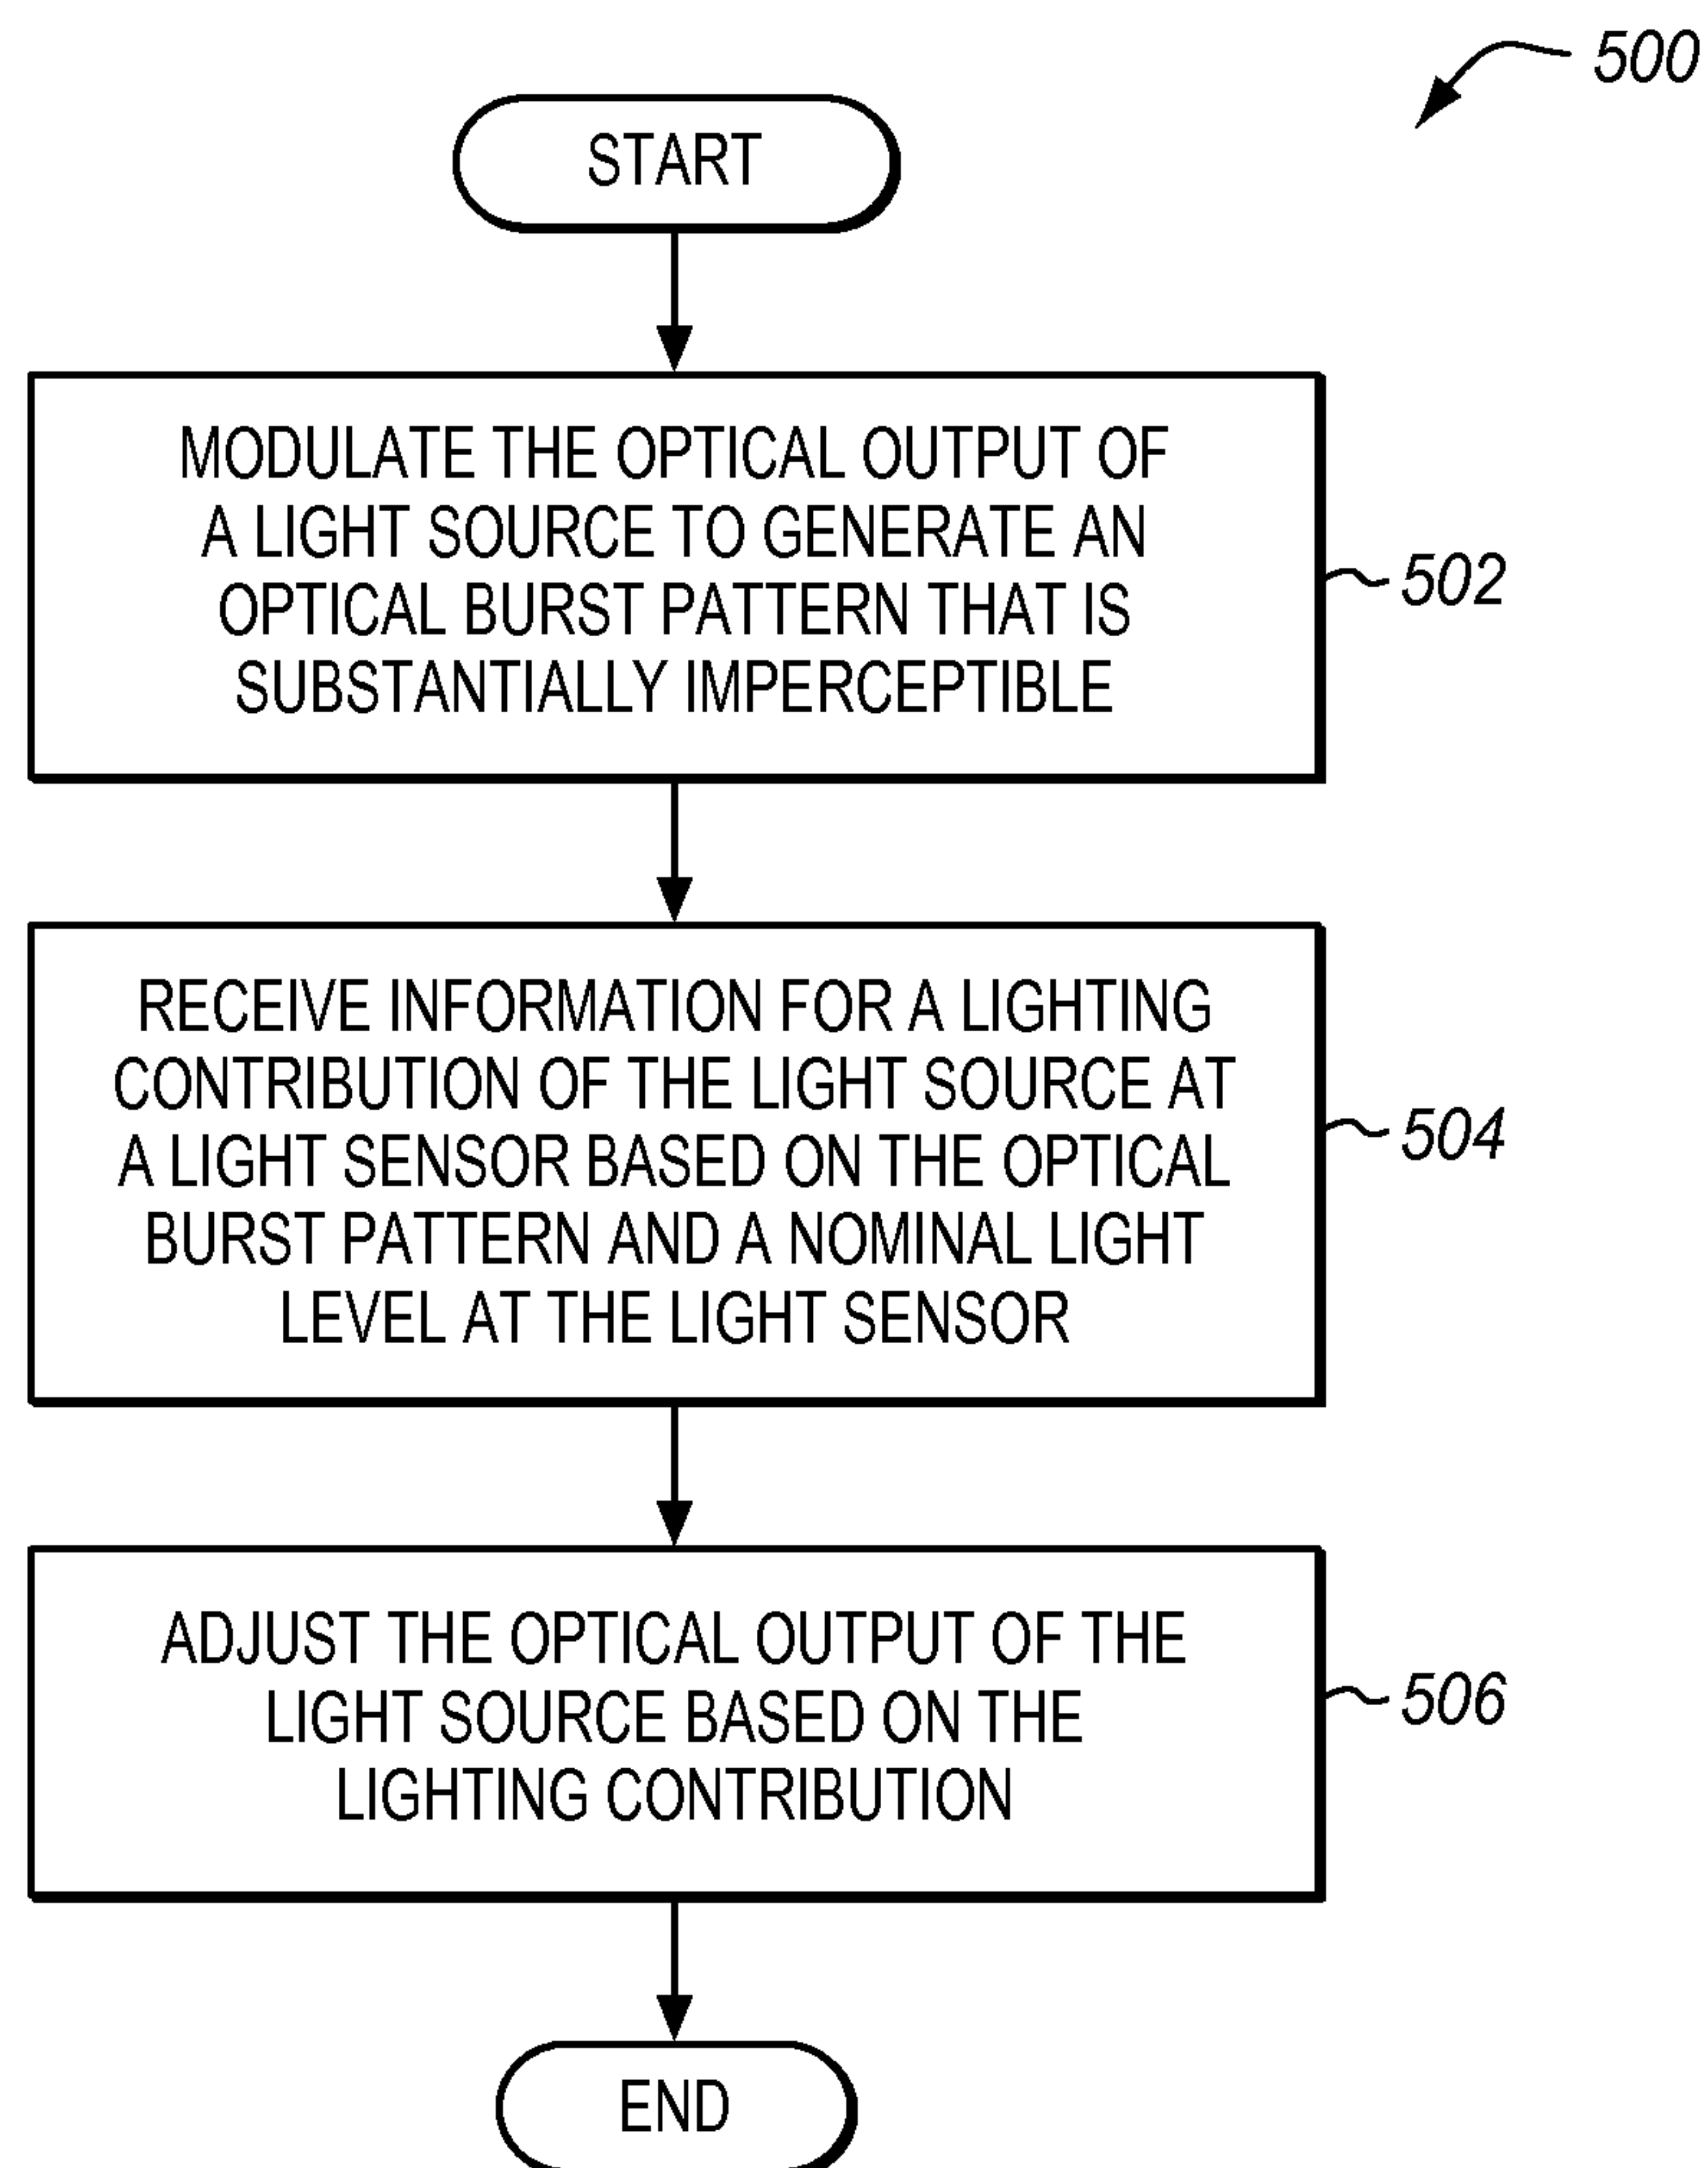 500
START
MODULATE THE OPTICAL OUTPUT OF
A LIGHT SOURCE TO GENERATE AN
OPTICAL BURST PATTERN THAT IS
SUBSTANTIALLY IMPERCEPTIBLE
502
RECEIVE INFORMATION FOR A LIGHTING
CONTRIBUTION OF THE LIGHT SOURCE AT
A LIGHT SENSOR BASED ON THE OPTICAL
BURST PATTERN AND A NOMINAL LIGHT
LEVEL AT THE LIGHT SENSOR
504
ADJUST THE OPTICAL OUTPUT OF THE
LIGHT SOURCE BASED ON THE
LIGHTING CONTRIBUTION
506
END